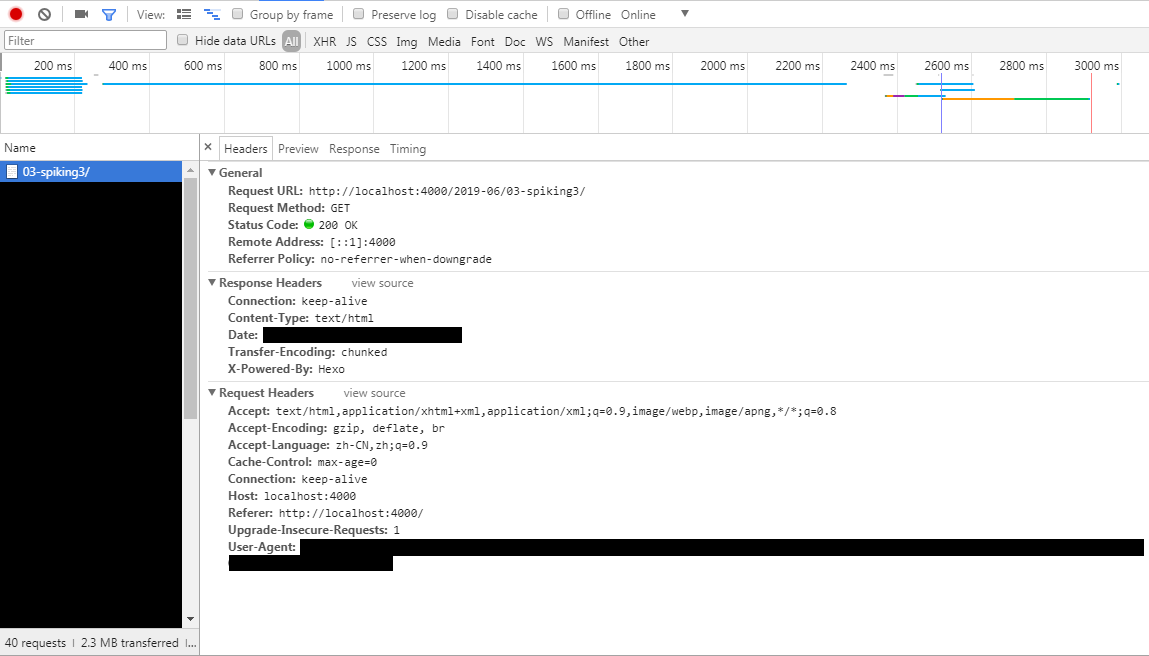 View: Group by frame Preserve log Disable cache Offline Online
Filter Hide data URLs All XHR JS CSS Img Media Font Doc WS Manifest Other
200 ms 400 ms 600 ms 800 ms 1000 ms 1200 ms 1400 ms 1600 ms 1800 ms 2000 ms 2200 ms 2400 ms 2600 ms 2800 ms 3000 ms
Name
03-spiking3/
40 requests | 2.3 MB transferred | ...
× Headers Preview Response Timing
General
Request URL: http://localhost:4000/2019-06/03-spiking3/
Request Method: GET
Status Code: 200 OK
Remote Address: [::1]:4000
Referrer Policy: no-referrer-when-downgrade
Response Headers view source
Connection: keep-alive
Content-Type: text/html
Date:
Transfer-Encoding: chunked
X-Powered-By: Hexo
Request Headers view source
Accept: text/html,application/xhtml+xml,application/xml;q=0.9,image/webp,image/apng,*/*;q=0.8
Accept-Encoding: gzip, deflate, br
Accept-Language: zh-CN,zh;q=0.9
Cache-Control: max-age=0
Connection: keep-alive
Host: localhost:4000
Referer: http://localhost:4000/
Upgrade-Insecure-Requests: 1
User-Agent: